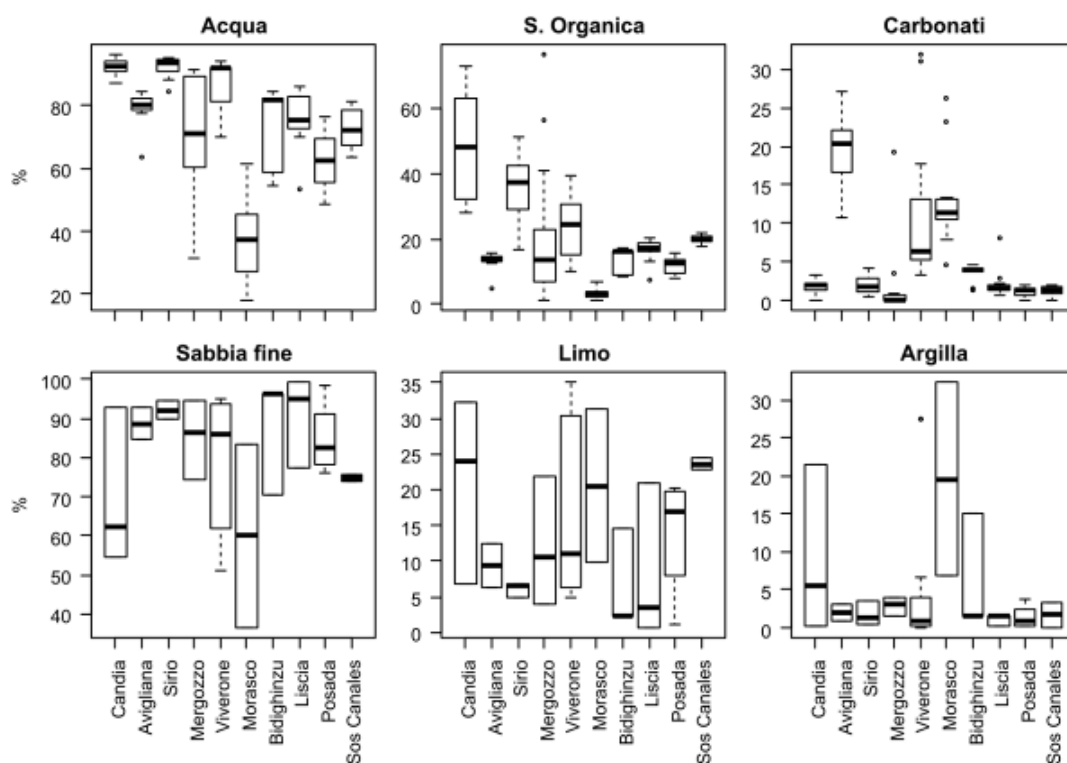 Acqua
S. Organica
Carbonati
%
80
60
40
20
60
40
20
0
30
25
20
15
10
5
0
Sabbia fine
Limo
Argilla
%
100
90
80
70
60
50
40
35
30
25
20
15
10
5
0
30
25
20
15
10
5
0
Candia
Avigliana
Sirio
Mergozzo
Viverone
Morasco
Bidighinzu
Liscia
Posada
Sos Canales
Candia
Avigliana
Sirio
Mergozzo
Viverone
Morasco
Bidighinzu
Liscia
Posada
Sos Canales
Candia
Avigliana
Sirio
Mergozzo
Viverone
Morasco
Bidighinzu
Liscia
Posada
Sos Canales